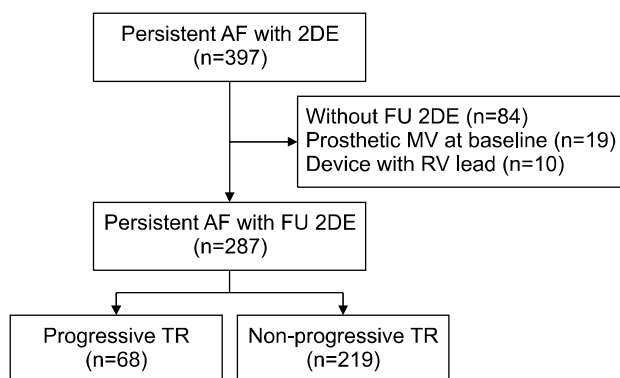 Persistent AF with 2DE
(n=397)
Without FU 2DE (n=84)
Prosthetic MV at baseline (n=19)
Device with RV lead (n=10)
Persistent AF with FU 2DE
(n=287)
Progressive TR
(n=68)
Non-progressive TR
(n=219)